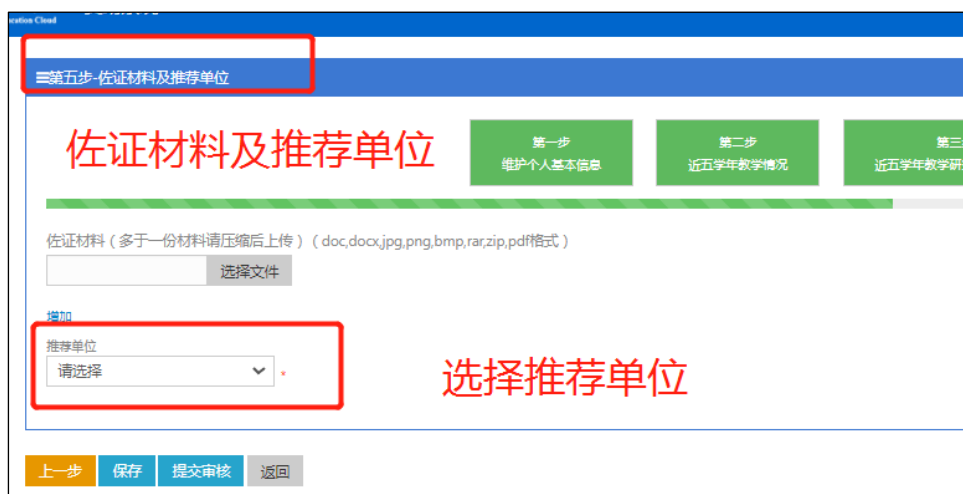 ucation Cloud
第五步-佐证材料及推荐单位
佐证材料及推荐单位
第一步
维护个人基本信息
第二步
近五学年教学情况
第三
近五学年教学研
佐证材料（多于一份材料请压缩后上传）（doc,docx,jpg,png,bmp,rar,zip,pdf格式）
选择文件
增加
推荐单位
请选择
*
选择推荐单位
上一步
保存
提交审核
返回